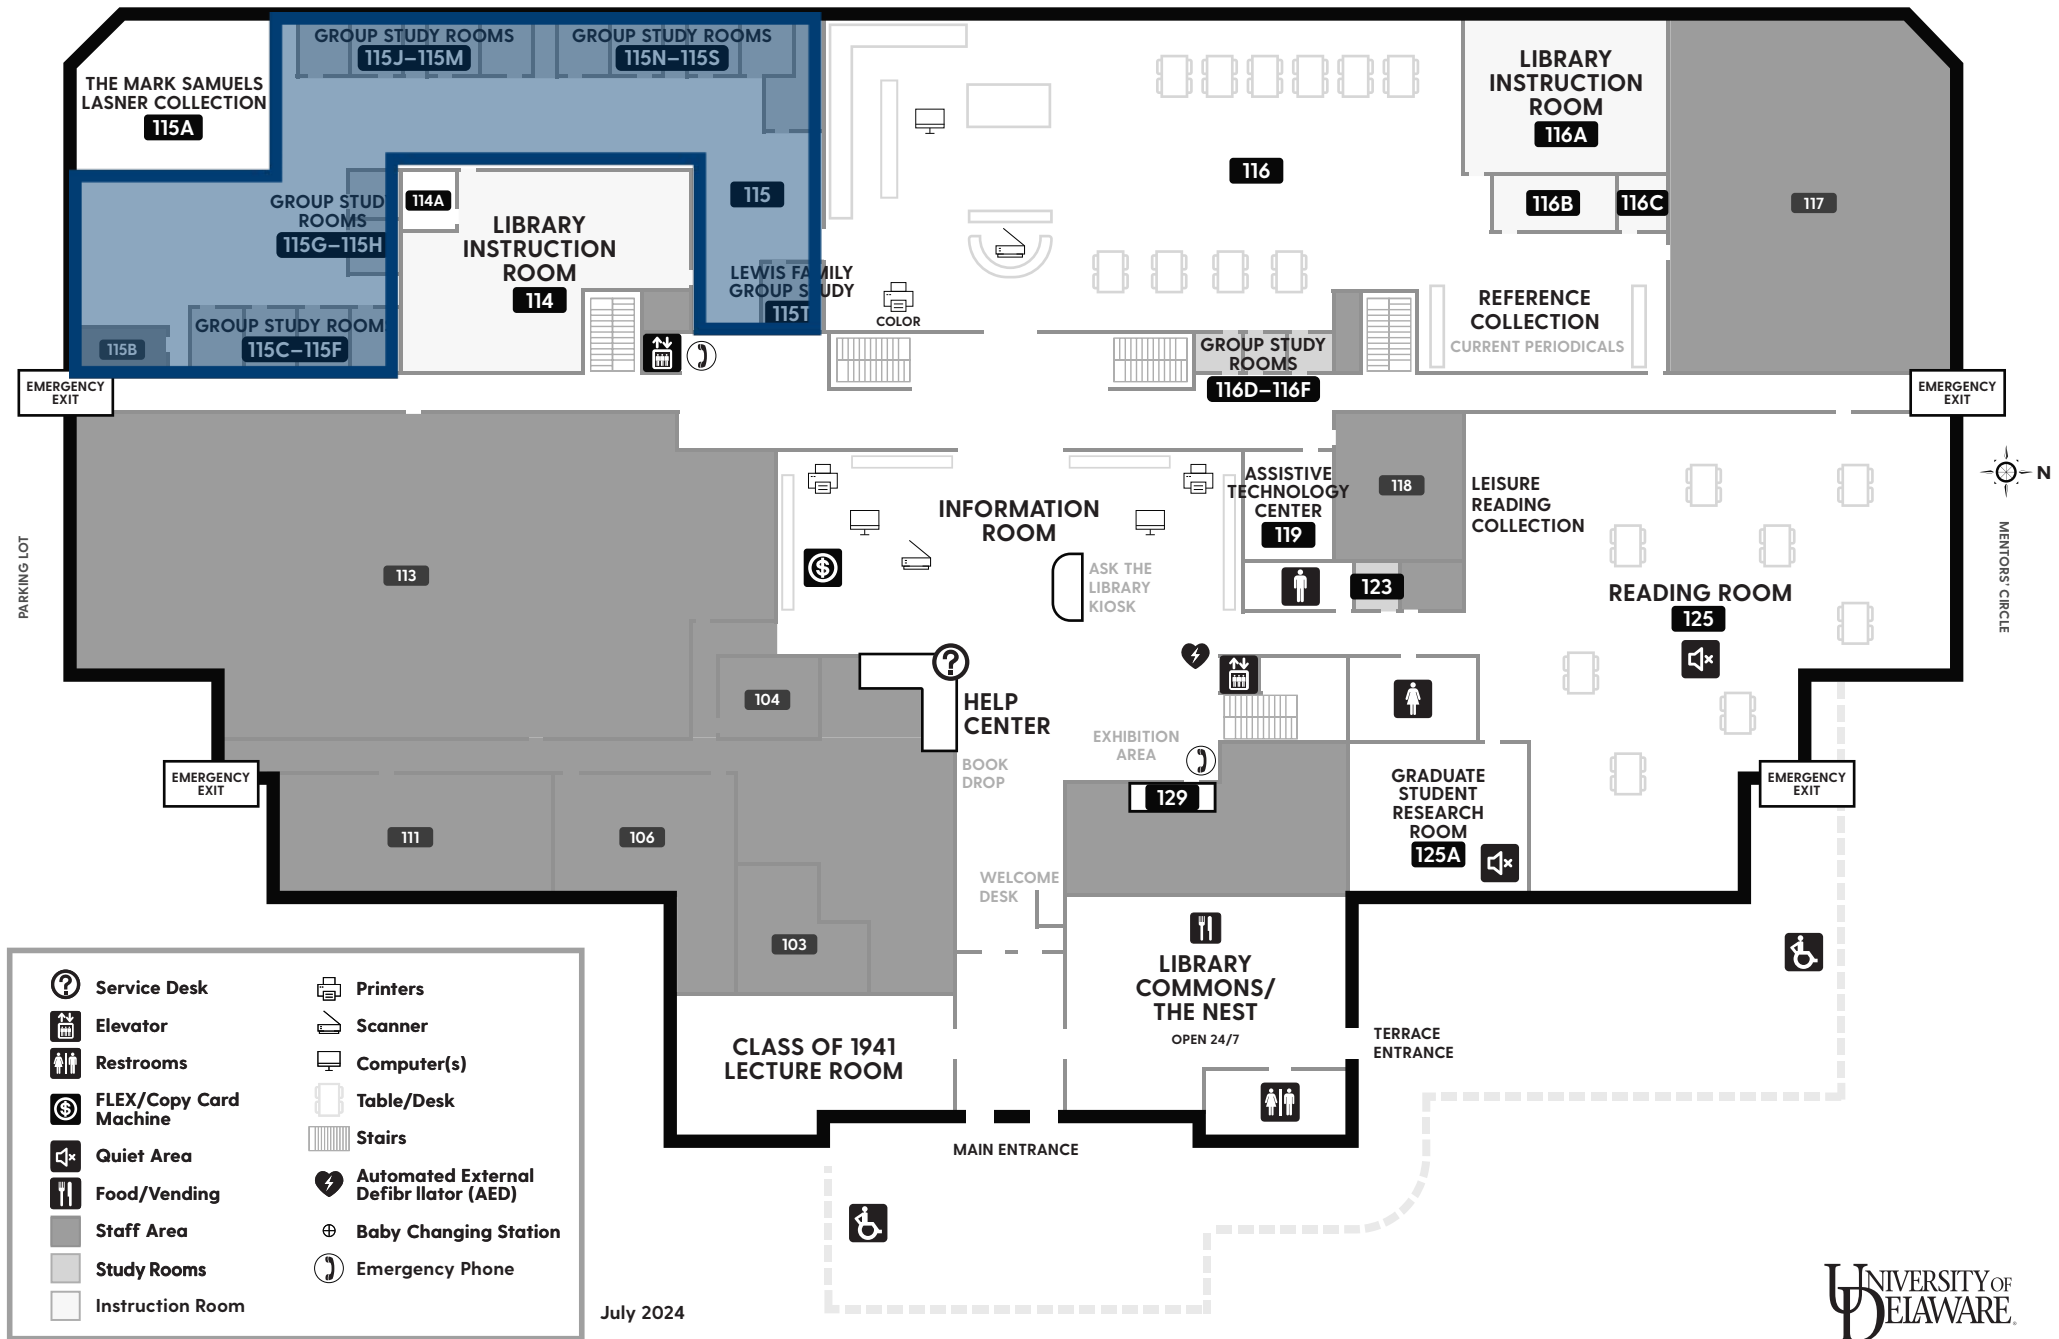 GROUP STUDY ROOMS
115J–115M
GROUP STUDY ROOMS
115N–115S
THE MARK SAMUELS
LASNER COLLECTION
115A
LIBRARY
INSTRUCTION
ROOM
116A
116
116B
116C
117
115
GROUP STUD
ROOMS
115G–115H
114A
LIBRARY
INSTRUCTION
ROOM
114
LEWIS FAMILY
GROUP STUDY
115T
COLOR
REFERENCE
COLLECTION
CURRENT PERIODICALS
115B
GROUP STUDY ROOM
115C–115F
GROUP STUDY
ROOMS
116D–116F
EMERGENCY
EXIT
EMERGENCY
EXIT
N
PARKING LOT
MENTORS' CIRCLE
113
INFORMATION
ROOM
ASK THE
LIBRARY
KIOSK
ASSISTIVE
TECHNOLOGY
CENTER
119
118
123
LEISURE
READING
COLLECTION
READING ROOM
125
104
HELP
CENTER
BOOK
DROP
EXHIBITION
AREA
129
EMERGENCY
EXIT
EMERGENCY
EXIT
111
106
103
GRADUATE
STUDENT
RESEARCH
ROOM
125A
WELCOME
DESK
LIBRARY
COMMONS/
THE NEST
OPEN 24/7
CLASS OF 1941
LECTURE ROOM
TERRACE
ENTRANCE
MAIN ENTRANCE
Service Desk
Elevator
Restrooms
FLEX/Copy Card
Machine
Quiet Area
Food/Vending
Staff Area
Study Rooms
Instruction Room
Printers
Scanner
Computer(s)
Table/Desk
Stairs
Automated External
Defibr llator (AED)
Baby Changing Station
Emergency Phone
July 2024
UNIVERSITY OF
DELAWARE.